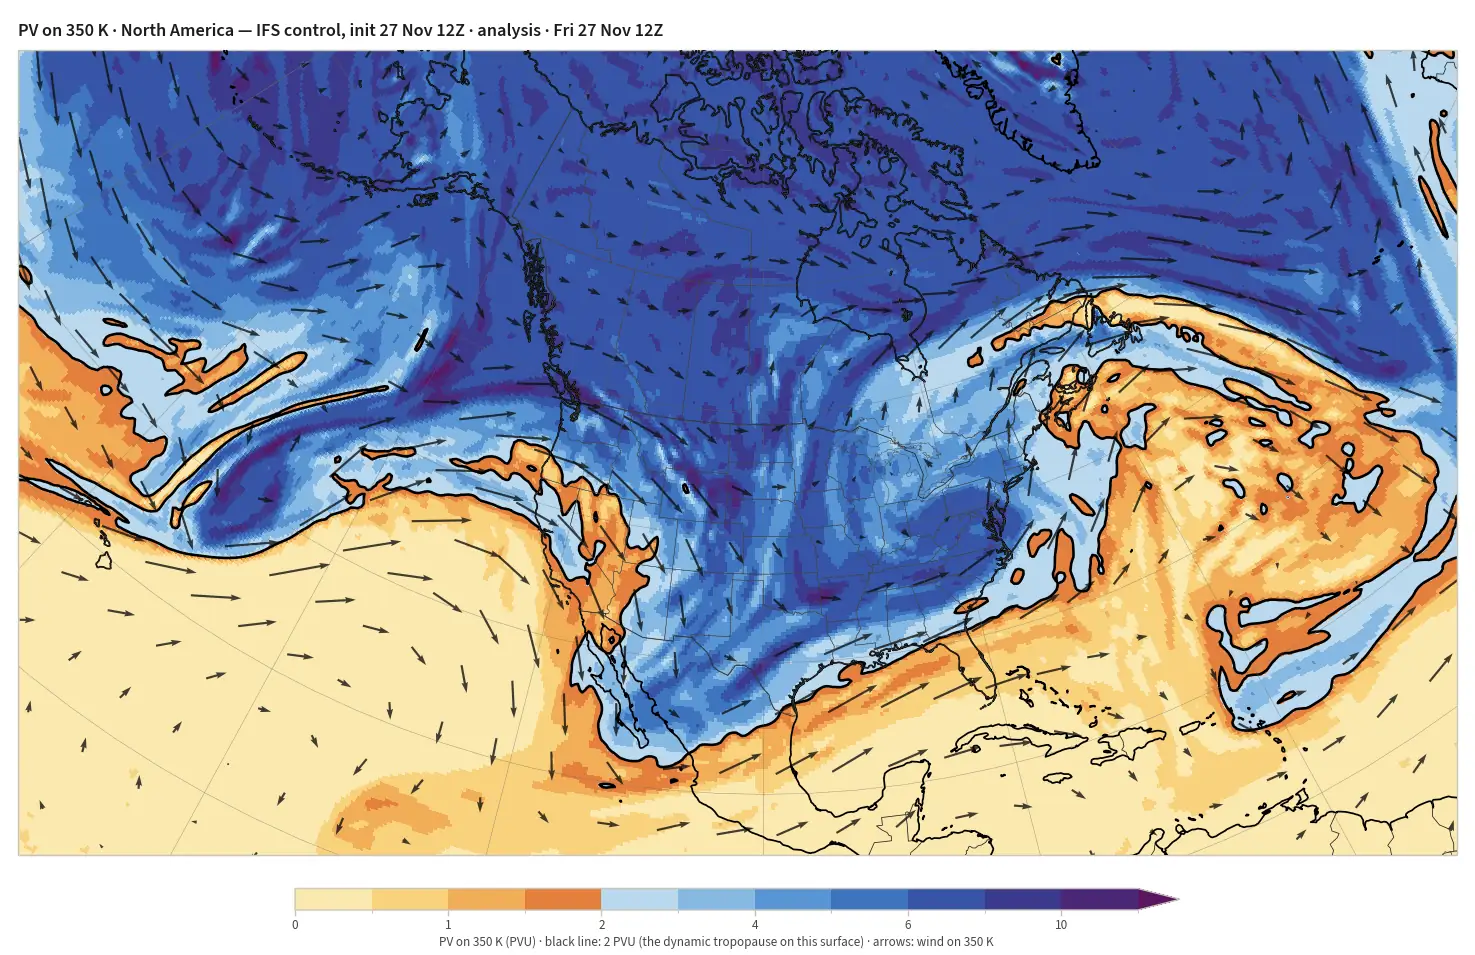 PV on 350 K · North America — IFS control, init 27 Nov 12Z · analysis · Fri 27 Nov 12Z
0 1 2 4 6 10
PV on 350 K (PVU) · black line: 2 PVU (the dynamic tropopause on this surface) · arrows: wind on 350 K